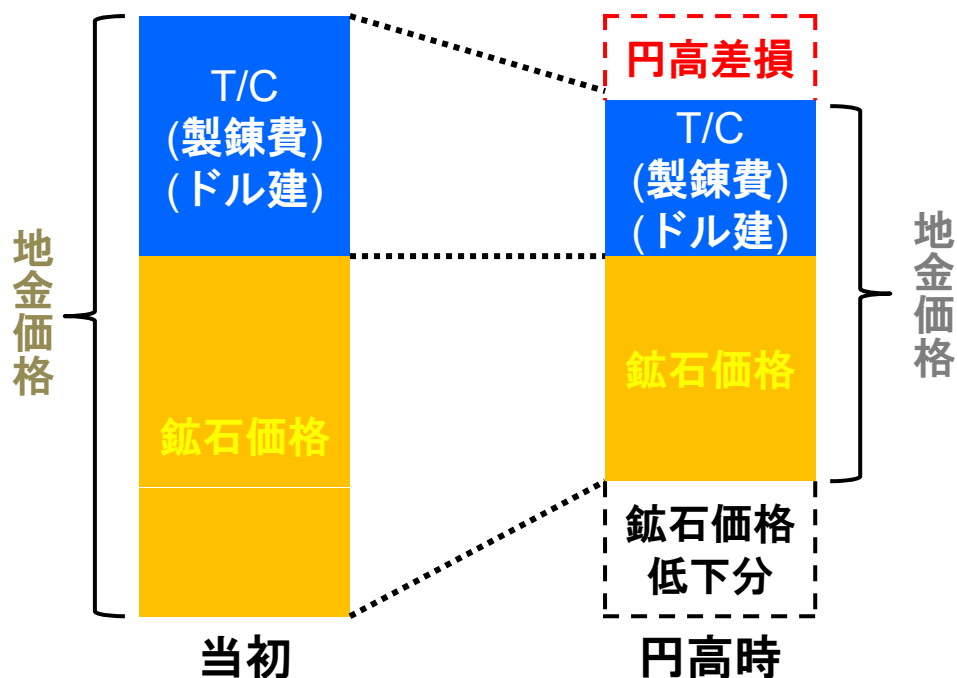 地金価格
T/C
(製錬費)
(ドル建)
鉱石価格
当初
円高差損
T/C
(製錬費)
(ドル建)
鉱石価格
鉱石価格
低下分
円高時
地金価格